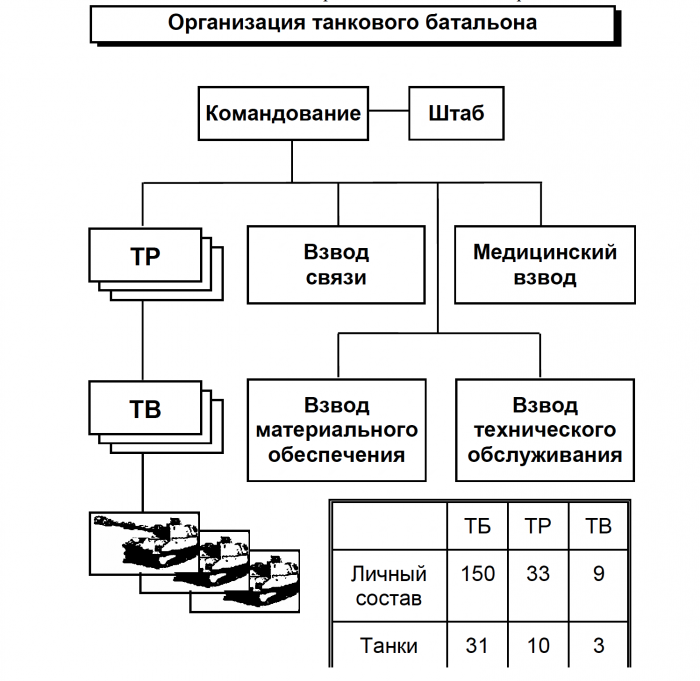 Организация танкового батальона
Командование
Штаб
ТР
Взвод
связи
Медицинский
взвод
ТВ
Взвод
материального
обеспечения
Взвод
технического
обслуживания
ТБ ТР ТВ
Личный
состав 150 33 9
Танки 31 10 3